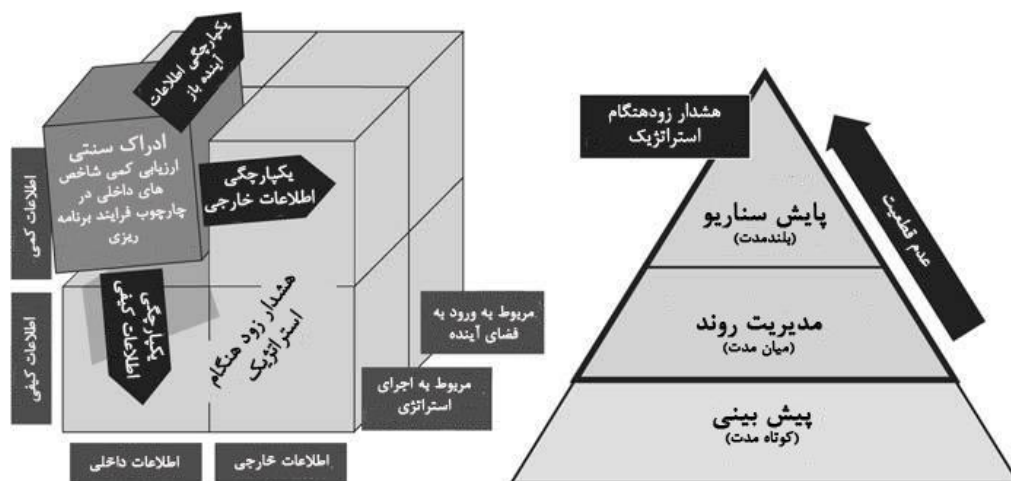 یکپارچگی اطلاعات
آینده باز
ادراک سنتی
ارزیابی کمی شاخص
های داخلی در
چارچوب فرایند برنامه
ریزی
یکپارچگی
اطلاعات خارجی
یکپارچگی
اطلاعات کیفی
هشدار زود هنگام
استراتژیک
اطلاعات کمی
اطلاعات کیفی
مربوط به ورود به
فضای آینده
مربوط به اجرای
استراتژی
اطلاعات خارجی
اطلاعات داخلی
هشدار زودهنگام
استراتژیک
عدم قطعیت
پایش سناریو
(بلندمدت)
مدیریت روند
(میان مدت)
پیش بینی
(کوتاه مدت)